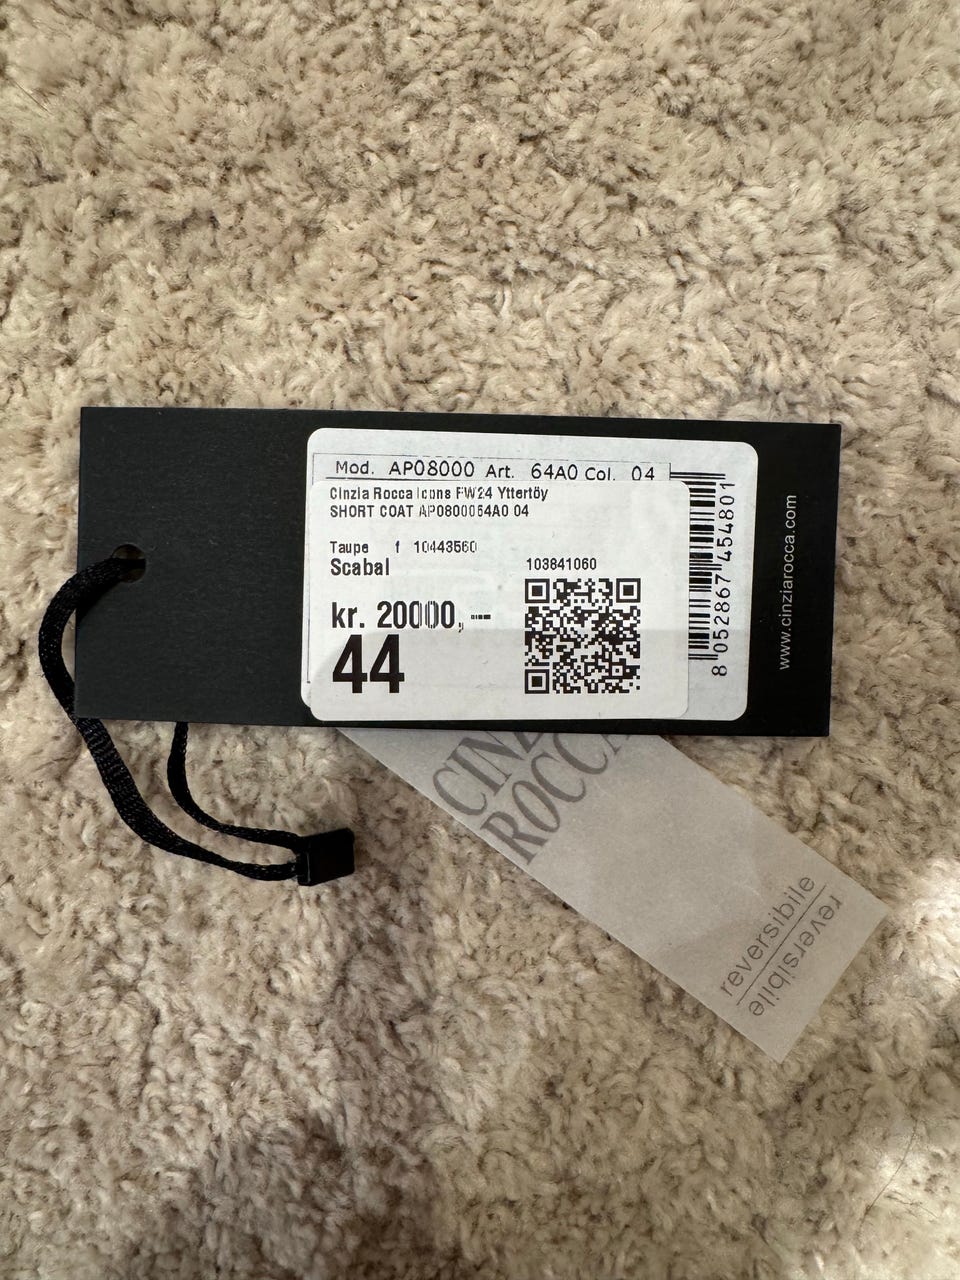 Mod. AP08000 Art. 64A0 Col. 04
Cinzia Rocca Icons FW24 Yttertöy
SHORT COAT AP0800064A0 04
Taupe f 10443560
Scabal
103841060
kr. 20000,-
44
8 052867 454801
www.cinziarocca.com
ROCCA
reversibile
reversibile